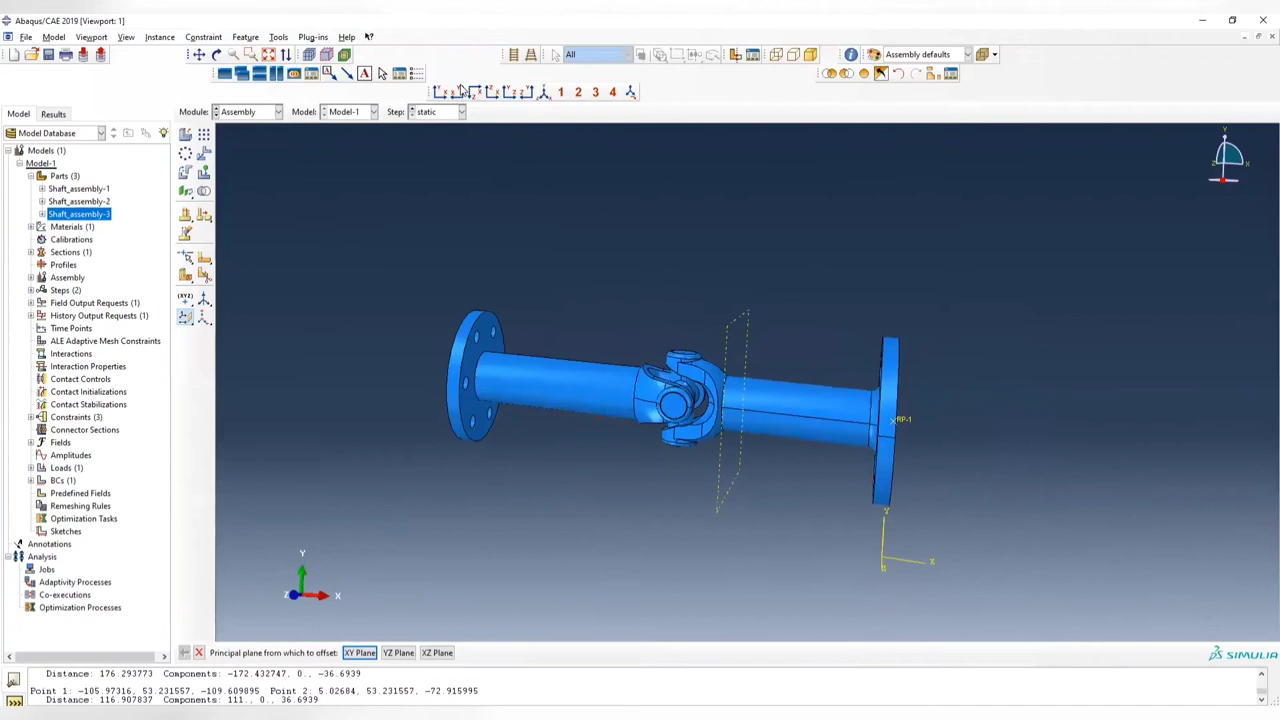 Abaqus/CAE 2019 [Viewport: 1]
File Model Viewport View Instance Constraint Feature Tools Plug-ins Help
All
Assembly defaults
A
1 2 3 4
Model Results
Module: Assembly Model: Model-1 Step: static
Model Database
Models (1)
Model-1
Parts (3)
Shaft_assembly-1
Shaft_assembly-2
Shaft_assembly-3
Materials (1)
Calibrations
Sections (1)
Profiles
Assembly
Steps (2)
Field Output Requests (1)
History Output Requests (1)
Time Points
ALE Adaptive Mesh Constraints
Interactions
Interaction Properties
Contact Controls
Contact Initializations
Contact Stabilizations
Constraints (3)
Connector Sections
Fields
Amplitudes
Loads (1)
BCs (1)
Predefined Fields
Remeshing Rules
Optimization Tasks
Sketches
Annotations
Analysis
Jobs
Adaptivity Processes
Co-executions
Optimization Processes
(XYZ)
Y
Z X
RP-1
Y
X
Y
Z X
Principal plane from which to offset: XY Plane YZ Plane XZ Plane
SIMULIA
Distance: 176.293773 Components: -172.432747, 0., -36.6939
Point 1: -105.97316, 53.231557, -109.609895 Point 2: 5.02684, 53.231557, -72.915995
Distance: 116.907837 Components: 111., 0., 36.6939
>>>